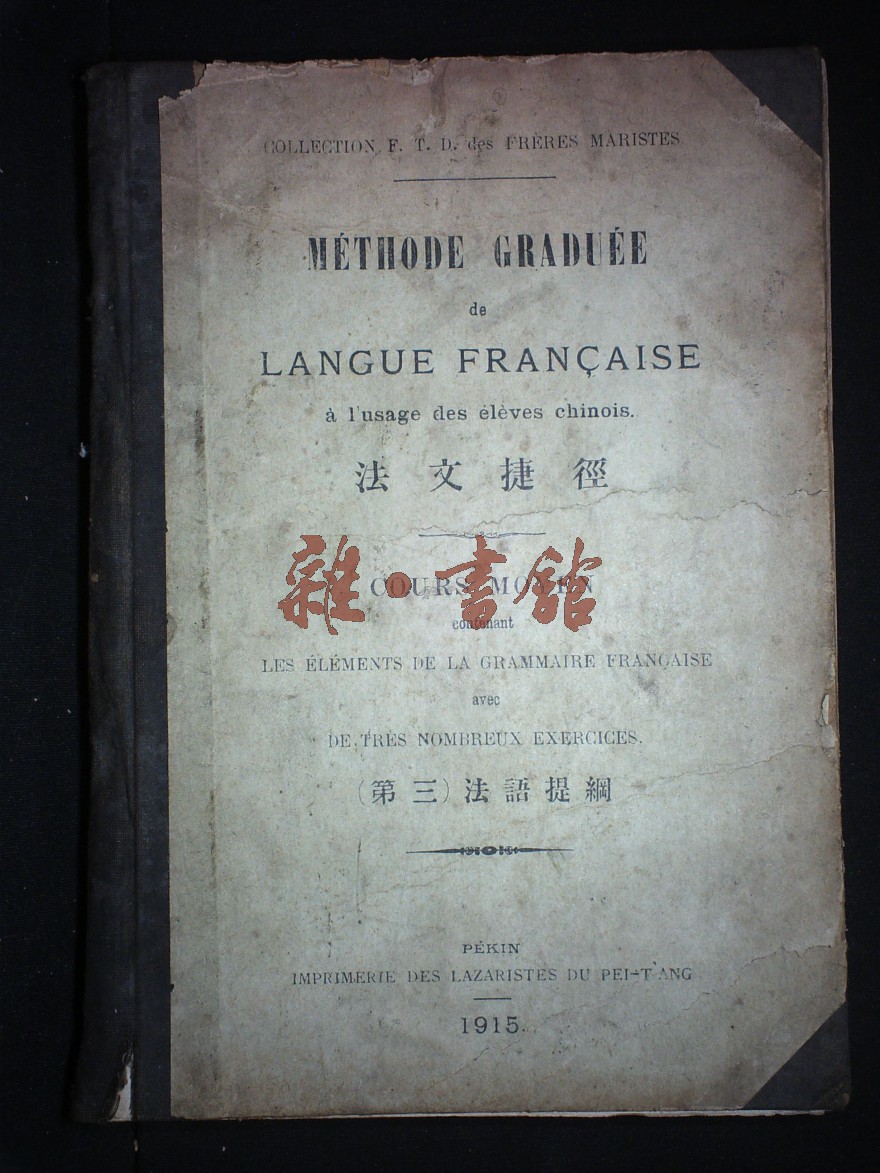 COLLECTION F. T. D. des FRÈRES MARISTES
MÉTHODE GRADUÉE
de
LANGUE FRANÇAISE
à l'usage des élèves chinois.
法文捷徑
雜·書館
COURS MOYEN
contenant
LES ÉLÉMENTS DE LA GRAMMAIRE FRANÇAISE
avec
DE TRÈS NOMBREUX EXERCICES.
(第三)法語提綱
PÉKIN
IMPRIMERIE DES LAZARISTES DU PEI-T'ANG
1915.